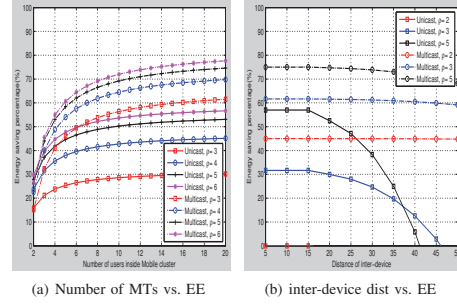 Energy saving percentage(%)
100
90
80
70
60
50
40
30
20
10
0
2 4 6 8 10 12 14 16 18 20
Number of users inside Mobile cluster
Unicast, ρ= 3
Unicast, ρ= 4
Unicast, ρ= 5
Unicast, ρ= 6
Multicast, ρ= 3
Multicast, ρ= 4
Multicast, ρ= 5
Multicast, ρ= 6
(a) Number of MTs vs. EE
Energy saving percentage(%)
100
90
80
70
60
50
40
30
20
10
0
5 10 15 20 25 30 35 40 45 50
Distance of inter−device
Unicast, ρ= 2
Unicast, ρ= 3
Unicast, ρ= 5
Multicast, ρ= 2
Multicast, ρ= 3
Multicast, ρ= 5
(b) inter-device dist vs. EE